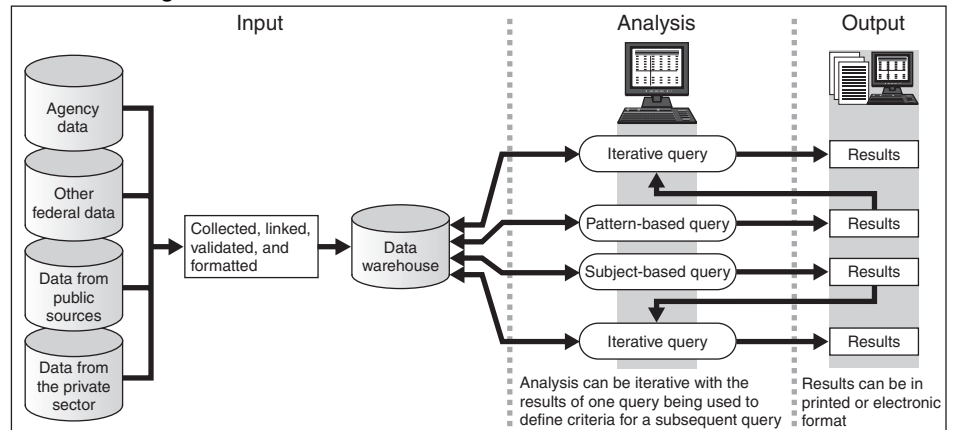 Input
Analysis
Output
Agency
data
Other
federal data
Data from
public
sources
Data from
the private
sector
Collected, linked,
validated, and
formatted
Data
warehouse
Iterative query
Pattern-based query
Subject-based query
Iterative query
Analysis can be iterative with the
results of one query being used to
define criteria for a subsequent query
Results
Results
Results
Results
Results can be in
printed or electronic
format